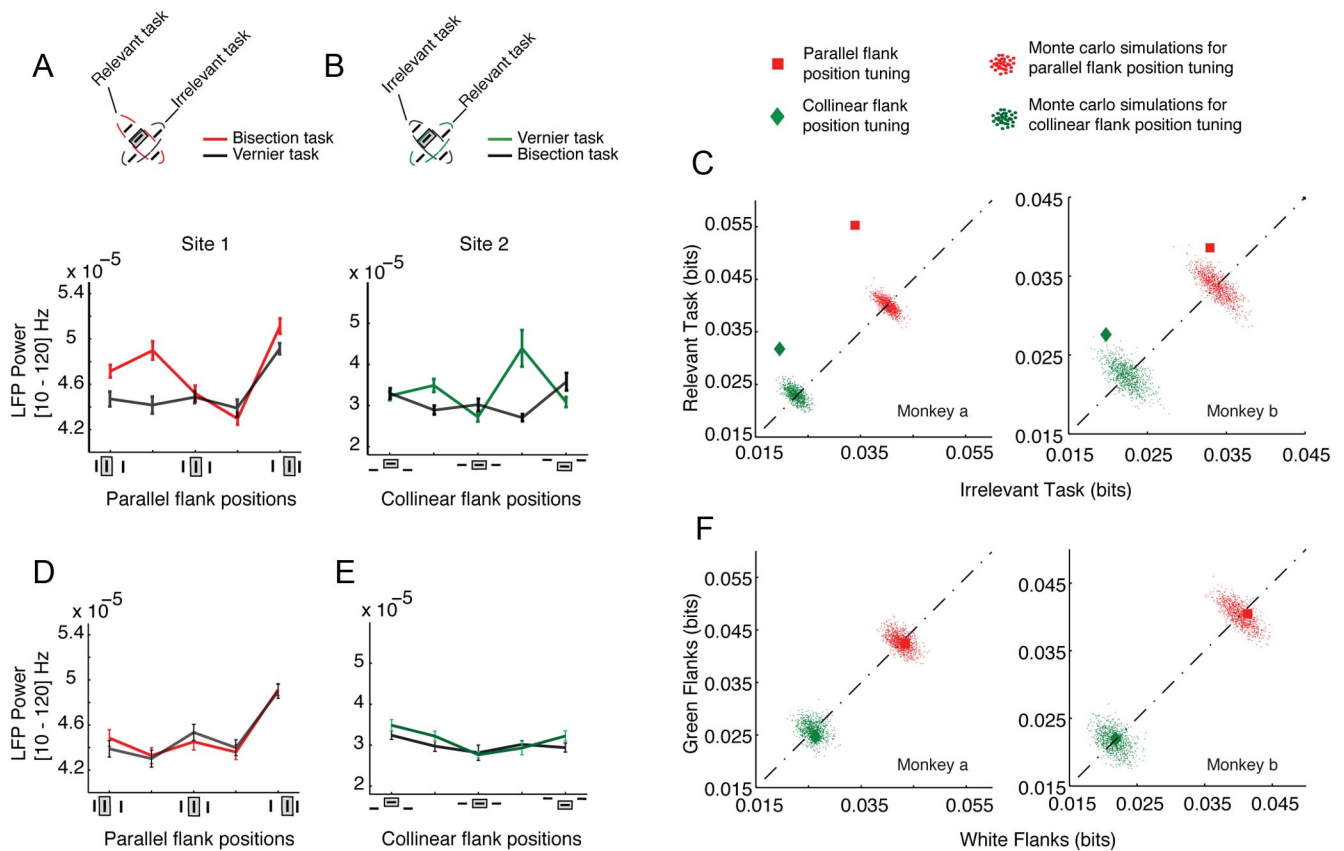 A
Relevant task
Irrelevant task
Bisection task
Vernier task
B
Irrelevant task
Relevant task
Vernier task
Bisection task
Parallel flank
position tuning
Collinear flank
position tuning
Monte carlo simulations for
parallel flank position tuning
Monte carlo simulations for
collinear flank position tuning
Site 1
x 10⁻⁵
5.4
5
4.6
4.2
LFP Power
[10 - 120] Hz
Parallel flank positions
Site 2
x 10⁻⁵
5
4
3
2
Collinear flank positions
C
Relevant Task (bits)
0.055
0.045
0.035
0.025
0.015
0.015
0.035
0.055
Monkey a
0.045
0.035
0.025
0.015
0.015
0.025
0.035
0.045
Monkey b
Irrelevant Task (bits)
D
x 10⁻⁵
5.4
5
4.6
4.2
LFP Power
[10 - 120] Hz
Parallel flank positions
E
x 10⁻⁵
5
4
3
2
Collinear flank positions
F
Green Flanks (bits)
0.055
0.045
0.035
0.025
0.015
0.015
0.035
0.055
Monkey a
0.045
0.035
0.025
0.015
0.015
0.025
0.035
0.045
Monkey b
White Flanks (bits)